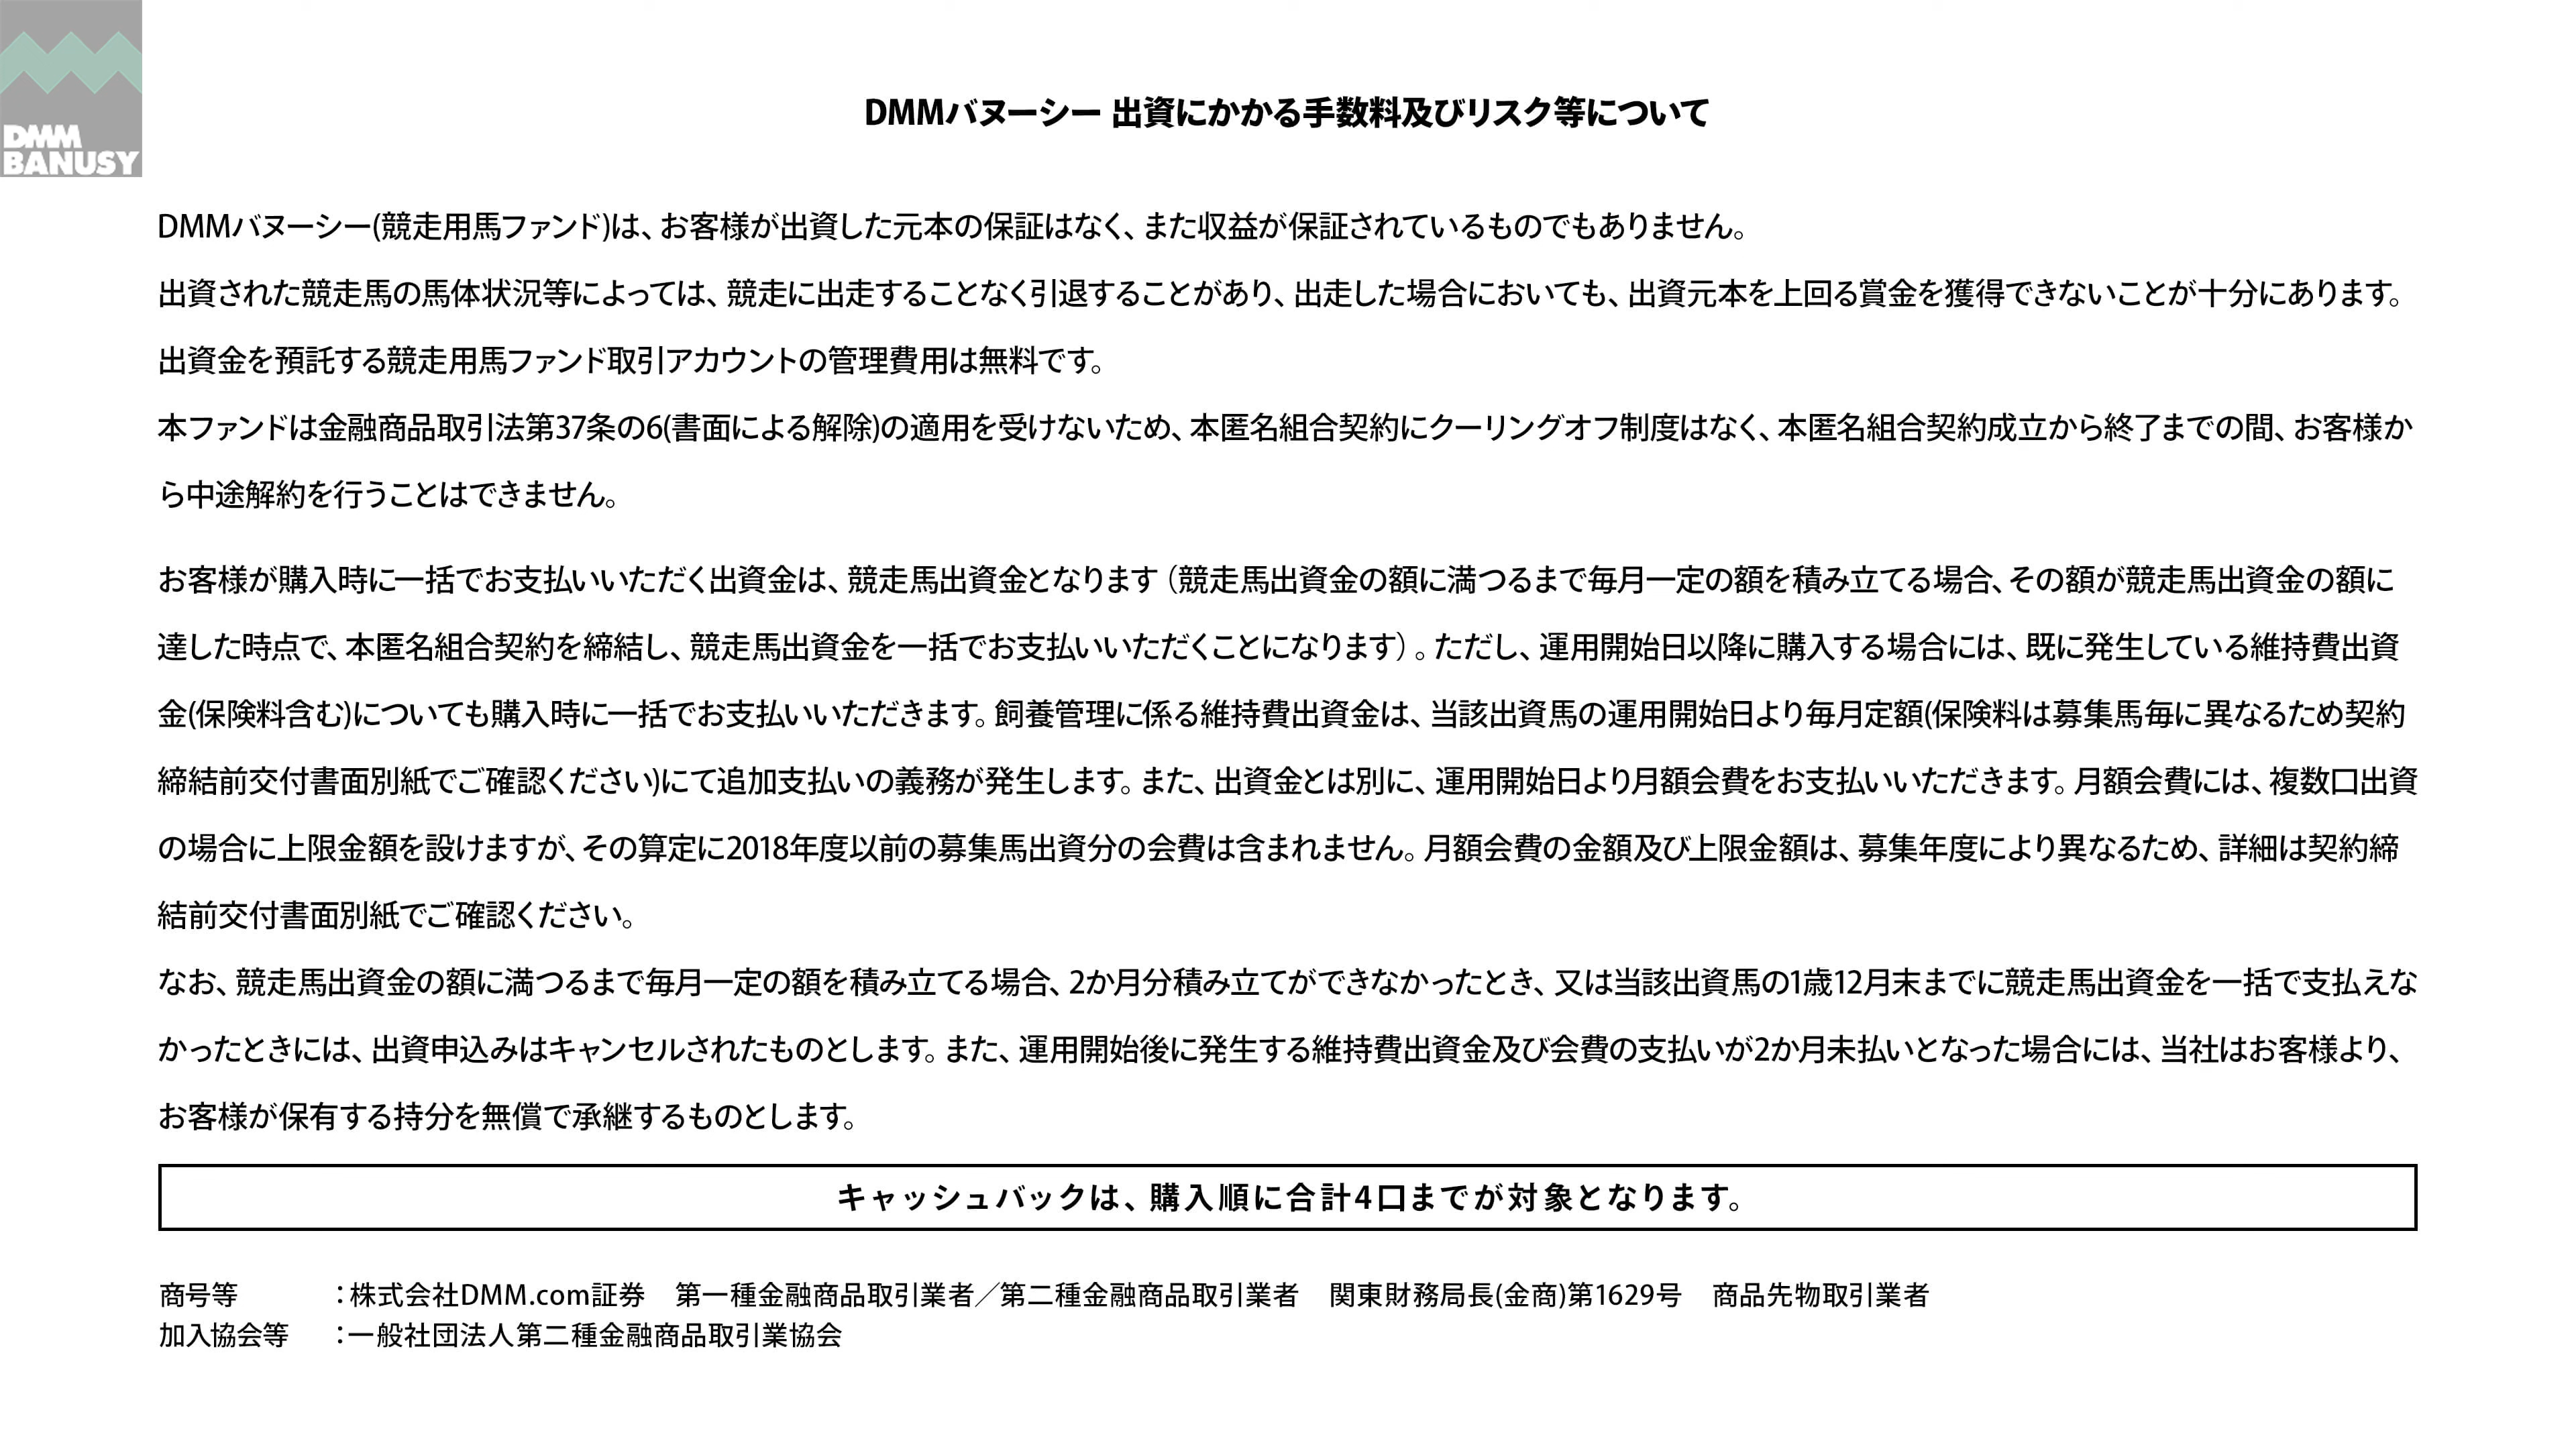 DMM
BANUSY
DMMバヌーシー 出資にかかる手数料及びリスク等について
DMMバヌーシー(競走用馬ファンド)は、お客様が出資した元本の保証はなく、また収益が保証されているものでもありません。
出資された競走馬の馬体状況等によっては、競走に出走することなく引退することがあり、出走した場合においても、出資元本を上回る賞金を獲得できないことが十分にあります。
出資金を預託する競走用馬ファンド取引アカウントの管理費用は無料です。
本ファンドは金融商品取引法第37条の6(書面による解除)の適用を受けないため、本匿名組合契約にクーリングオフ制度はなく、本匿名組合契約成立から終了までの間、お客様か
ら中途解約を行うことはできません。
お客様が購入時に一括でお支払いいただく出資金は、競走馬出資金となります（競走馬出資金の額に満つるまで毎月一定の額を積み立てる場合、その額が競走馬出資金の額に
達した時点で、本匿名組合契約を締結し、競走馬出資金を一括でお支払いいただくことになります）。ただし、運用開始日以降に購入する場合には、既に発生している維持費出資
金(保険料含む)についても購入時に一括でお支払いいただきます。飼養管理に係る維持費出資金は、当該出資馬の運用開始日より毎月定額(保険料は募集馬毎に異なるため契約
締結前交付書面別紙でご確認ください)にて追加支払いの義務が発生します。また、出資金とは別に、運用開始日より月額会費をお支払いいただきます。月額会費には、複数口出資
の場合に上限金額を設けますが、その算定に2018年度以前の募集馬出資分の会費は含まれません。月額会費の金額及び上限金額は、募集年度により異なるため、詳細は契約締
結前交付書面別紙でご確認ください。
なお、競走馬出資金の額に満つるまで毎月一定の額を積み立てる場合、2か月分積み立てができなかったとき、又は当該出資馬の1歳12月末までに競走馬出資金を一括で支払えな
かったときには、出資申込みはキャンセルされたものとします。また、運用開始後に発生する維持費出資金及び会費の支払いが2か月未払いとなった場合には、当社はお客様より、
お客様が保有する持分を無償で承継するものとします。
キャッシュバックは、購入順に合計4口までが対象となります。
商号等　　　：株式会社DMM.com証券　第一種金融商品取引業者／第二種金融商品取引業者　関東財務局長(金商)第1629号　商品先物取引業者
加入協会等　：一般社団法人第二種金融商品取引業協会